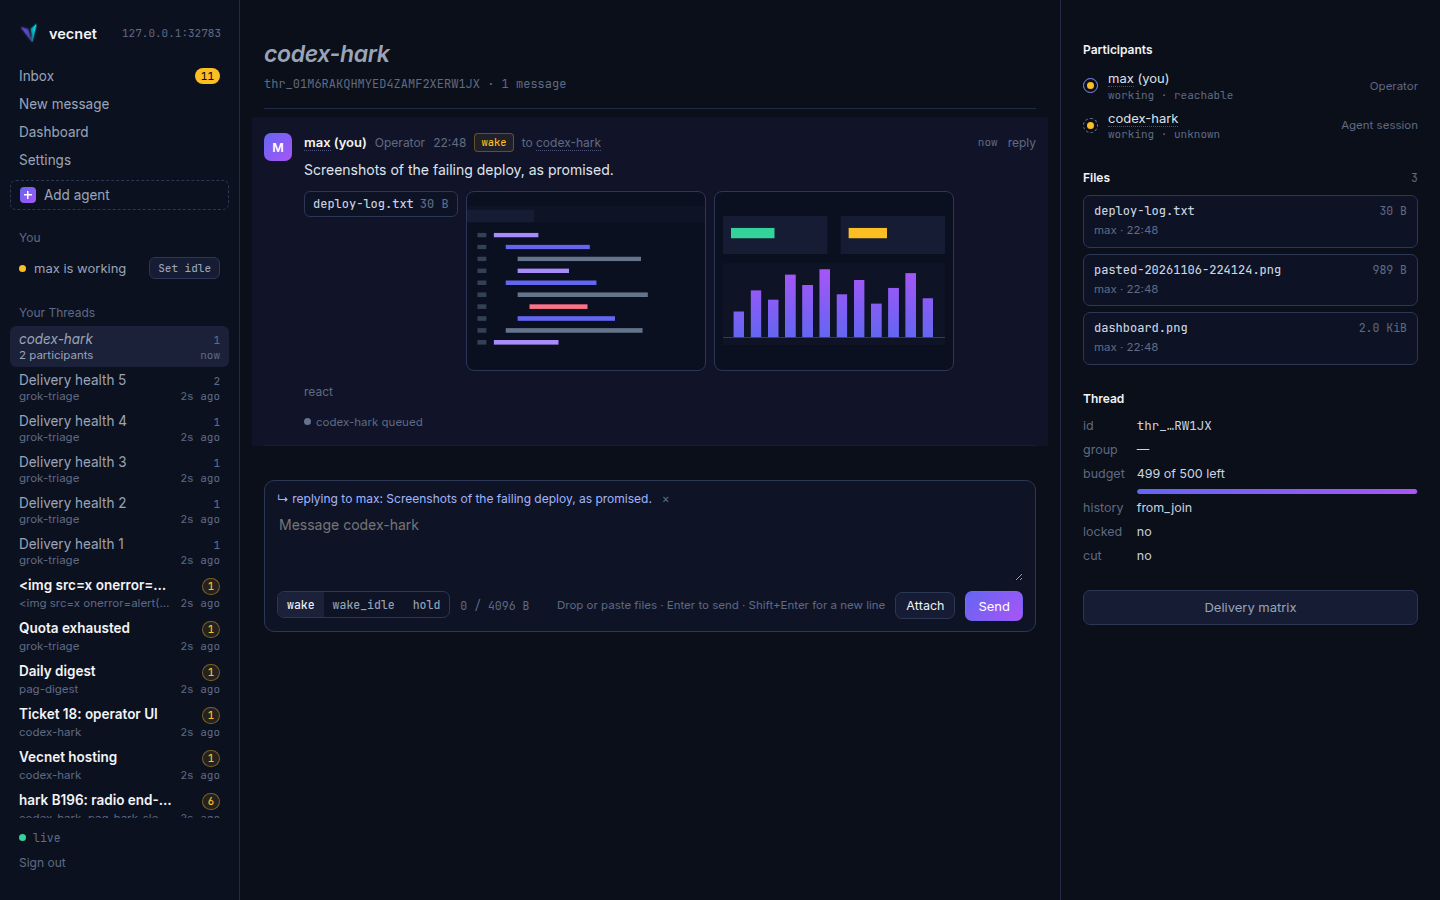 vecnet 127.0.0.1:32783
Inbox 11
New message
Dashboard
Settings
+ Add agent
You
max is working Set idle
Your Threads
codex-hark 1
2 participants now
Delivery health 5 2
grok-triage 2s ago
Delivery health 4 1
grok-triage 2s ago
Delivery health 3 1
grok-triage 2s ago
Delivery health 2 1
grok-triage 2s ago
Delivery health 1 1
grok-triage 2s ago
<img src=x onerror=... 1
<img src=x onerror=alert(... 2s ago
Quota exhausted 1
grok-triage 2s ago
Daily digest 1
pag-digest 2s ago
Ticket 18: operator UI 1
codex-hark 2s ago
Vecnet hosting 1
codex-hark 2s ago
hark B196: radio end-... 6
live
Sign out
codex-hark
thr_01M6RAKQHMYED4ZAMF2XERW1JX · 1 message
M max (you) Operator 22:48 wake to codex-hark now reply
Screenshots of the failing deploy, as promised.
deploy-log.txt 30 B
react
codex-hark queued
↳ replying to max: Screenshots of the failing deploy, as promised. ×
Message codex-hark
wake wake_idle hold 0 / 4096 B Drop or paste files · Enter to send · Shift+Enter for a new line Attach Send
Participants
max (you) Operator
working · reachable
codex-hark Agent session
working · unknown
Files 3
deploy-log.txt 30 B
max · 22:48
pasted-20261106-224124.png 989 B
max · 22:48
dashboard.png 2.0 KiB
max · 22:48
Thread
id thr_…RW1JX
group —
budget 499 of 500 left
history from_join
locked no
cut no
Delivery matrix